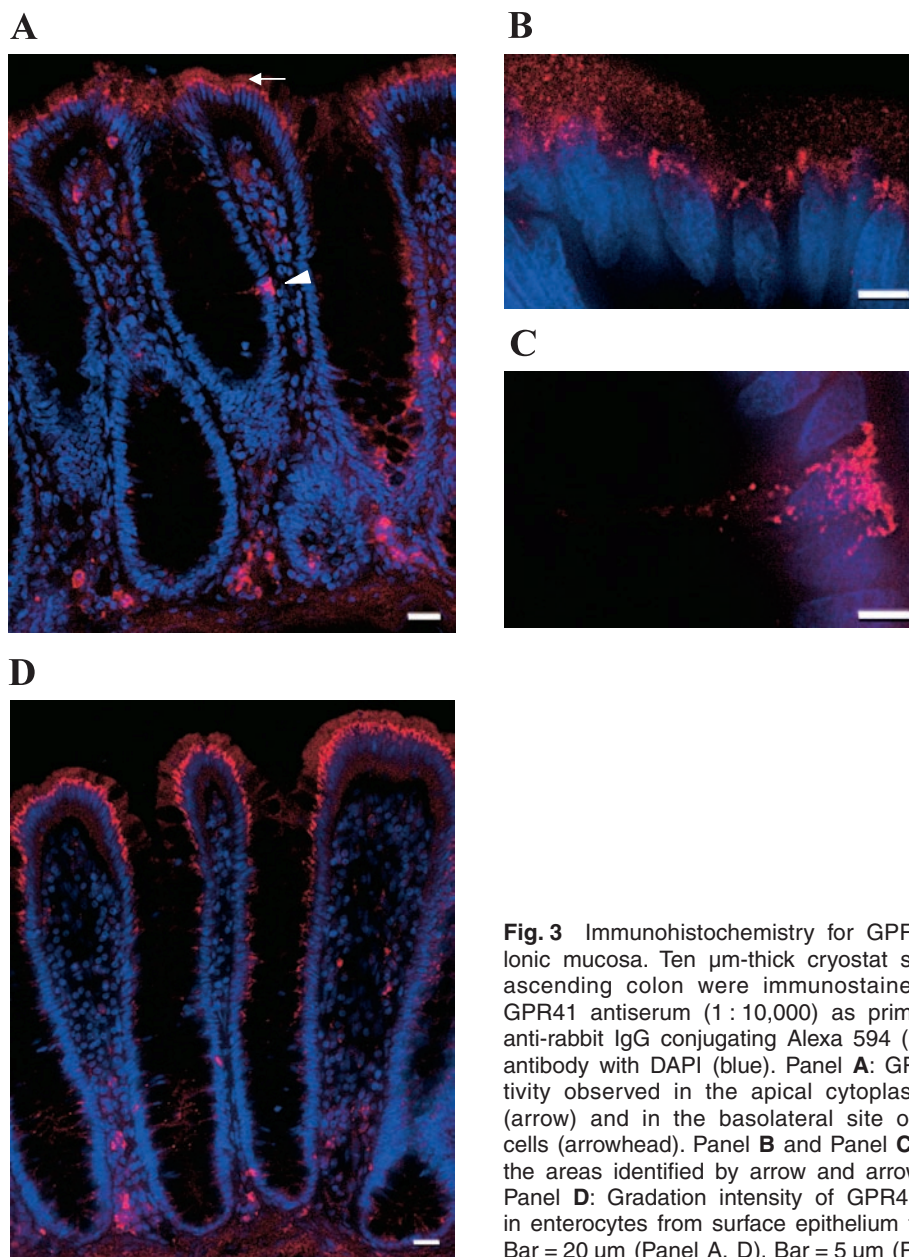 A
B
C
D
Fig. 3 Immunohistochemistry for GPR
lonic mucosa. Ten µm-thick cryostat s
ascending colon were immunostaine
GPR41 antiserum (1 : 10,000) as prim
anti-rabbit IgG conjugating Alexa 594 (
antibody with DAPI (blue). Panel A: GP
tivity observed in the apical cytoplas
(arrow) and in the basolateral site o
cells (arrowhead). Panel B and Panel C
the areas identified by arrow and arrow
Panel D: Gradation intensity of GPR4
in enterocytes from surface epithelium
Bar = 20 µm (Panel A, D), Bar = 5 µm (P